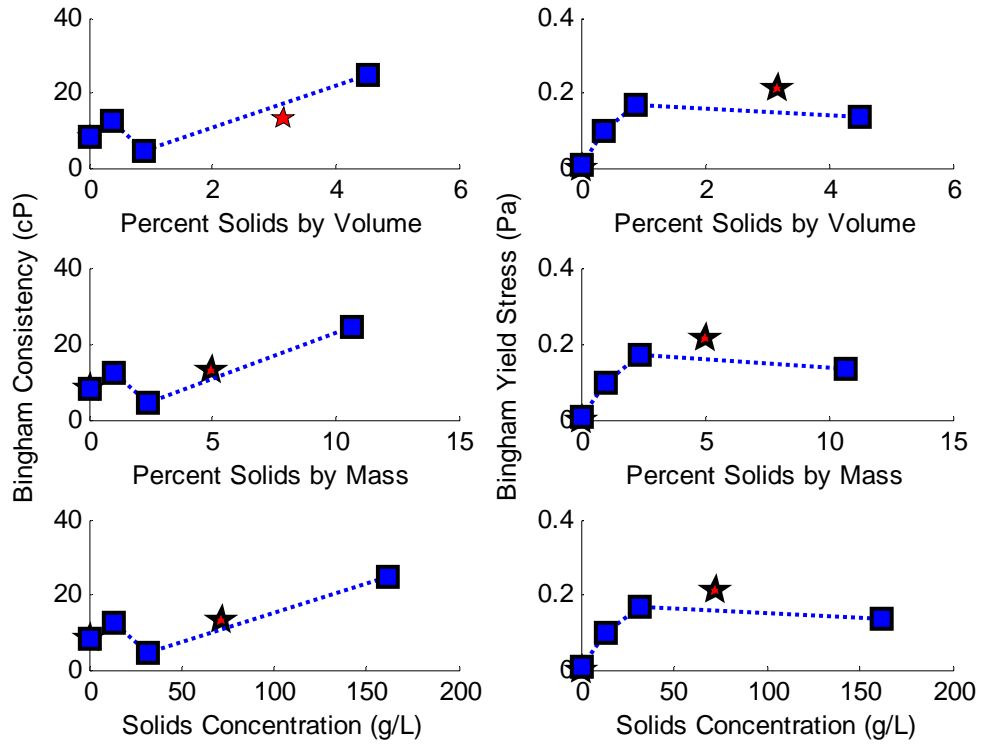 40
20
0
0 2 4 6
Percent Solids by Volume
0.4
0.2
0
0 2 4 6
Percent Solids by Volume
Bingham Consistency (cP)
40
20
0
0 5 10 15
Percent Solids by Mass
Bingham Yield Stress (Pa)
0.4
0.2
0
0 5 10 15
Percent Solids by Mass
40
20
0
0 50 100 150 200
Solids Concentration (g/L)
0.4
0.2
0
0 50 100 150 200
Solids Concentration (g/L)